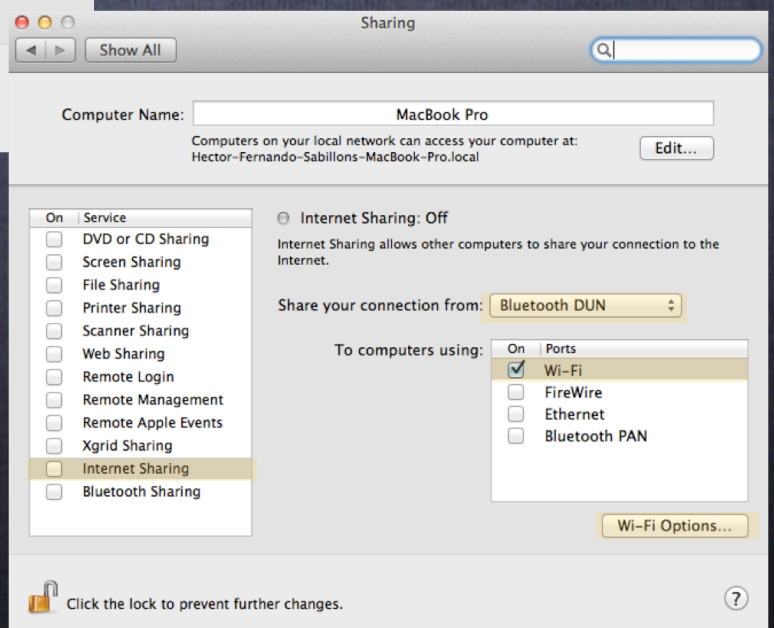 Sharing
Show All
Computer Name: MacBook Pro
Computers on your local network can access your computer at:
Hector-Fernando-Sabillons-MacBook-Pro.local
Edit...
On Service
DVD or CD Sharing
Screen Sharing
File Sharing
Printer Sharing
Scanner Sharing
Web Sharing
Remote Login
Remote Management
Remote Apple Events
Xgrid Sharing
Internet Sharing
Bluetooth Sharing
Internet Sharing: Off
Internet Sharing allows other computers to share your connection to the
Internet.
Share your connection from: Bluetooth DUN
To computers using:
On Ports
Wi-Fi
FireWire
Ethernet
Bluetooth PAN
Wi-Fi Options...
Click the lock to prevent further changes.
?